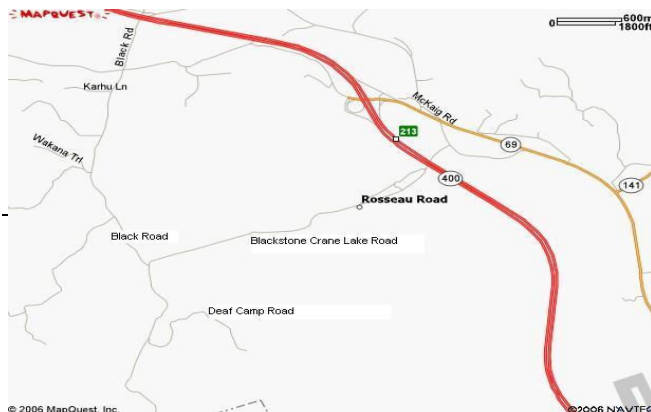 MAPQUEST
0 600m
1800ft
Black Rd
Karhu Ln
McKaig Rd
213
69
Wakana Trl
141
400
Rosseau Road
Black Road
Blackstone Crane Lake Road
Deaf Camp Road
© 2006 MapQuest, Inc.
©2006 NAVTEQ